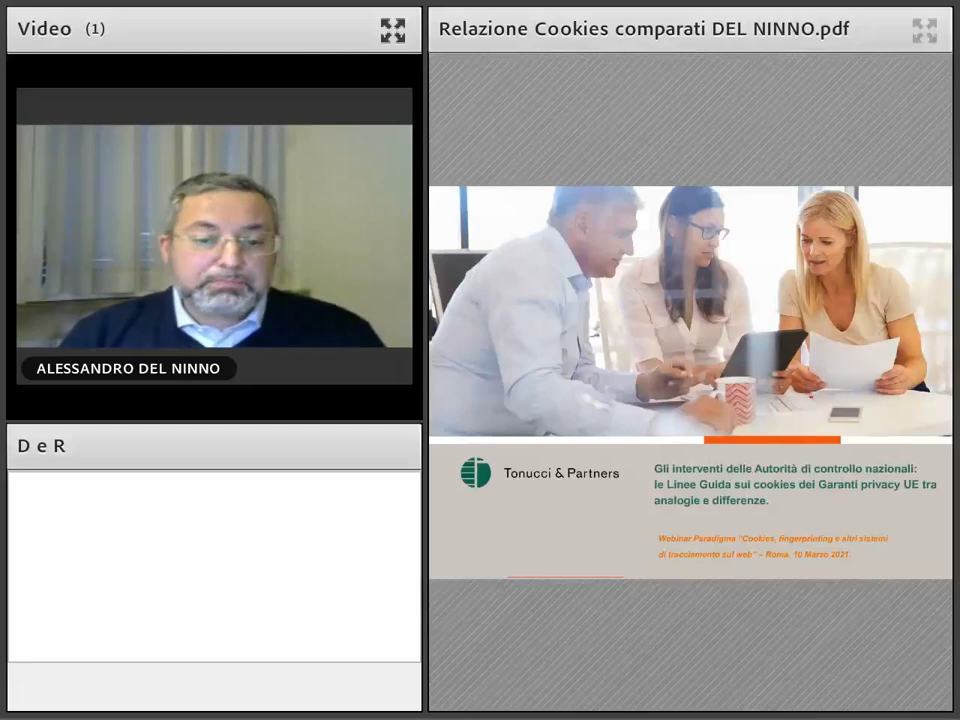 Video (1)
ALESSANDRO DEL NINNO
D e R
Relazione Cookies comparati DEL NINNO.pdf
Tonucci & Partners
Gli interventi delle Autorità di controllo nazionali:
le Linee Guida sui cookies dei Garanti privacy UE tra
analogie e differenze.
Webinar Paradigma "Cookies, fingerprinting e altri sistemi
di tracciamento sul web" – Roma, 10 Marzo 2021.